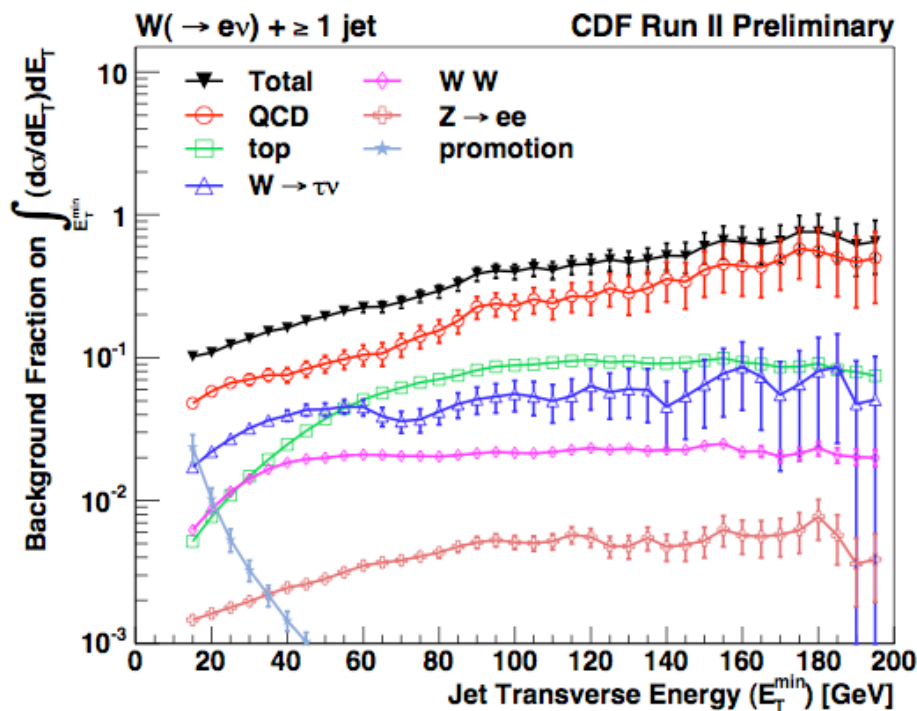 W( → eν) + ≥ 1 jet CDF Run II Preliminary
Background Fraction on ∫_{E_T^{min}} (dσ/dE_T)dE_T
10
1
10⁻¹
10⁻²
10⁻³
Total
QCD
top
W → τν
W W
Z → ee
promotion
0 20 40 60 80 100 120 140 160 180 200
Jet Transverse Energy (E_T^{min}) [GeV]